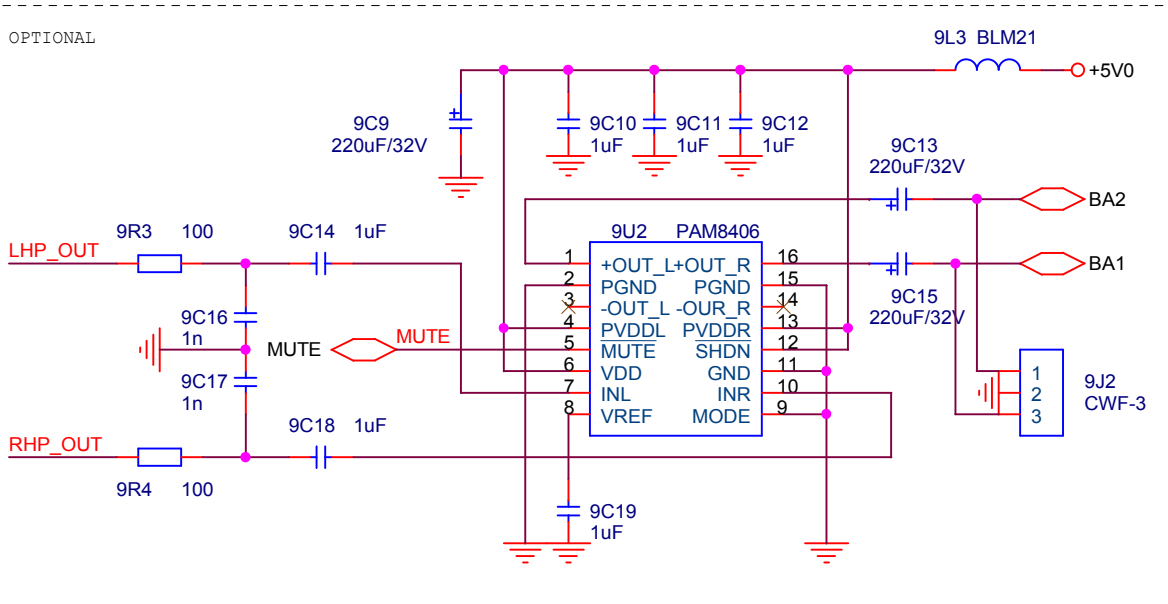 OPTIONAL
9L3 BLM21
+5V0
9C9
220uF/32V
9C10
1uF
9C11
1uF
9C12
1uF
9C13
220uF/32V
BA2
9R3 100
9C14 1uF
LHP_OUT
9U2 PAM8406
1 +OUT_L +OUT_R 16
2 PGND PGND 15
3 -OUT_L -OUR_R 14
4 PVDDL PVDDR 13
5 MUTE SHDN 12
6 VDD GND 11
7 INL INR 10
8 VREF MODE 9
BA1
9C15
220uF/32V
9C16
1n
MUTE MUTE
9C17
1n
1
2
3
9J2
CWF-3
9C18 1uF
RHP_OUT
9R4 100
9C19
1uF